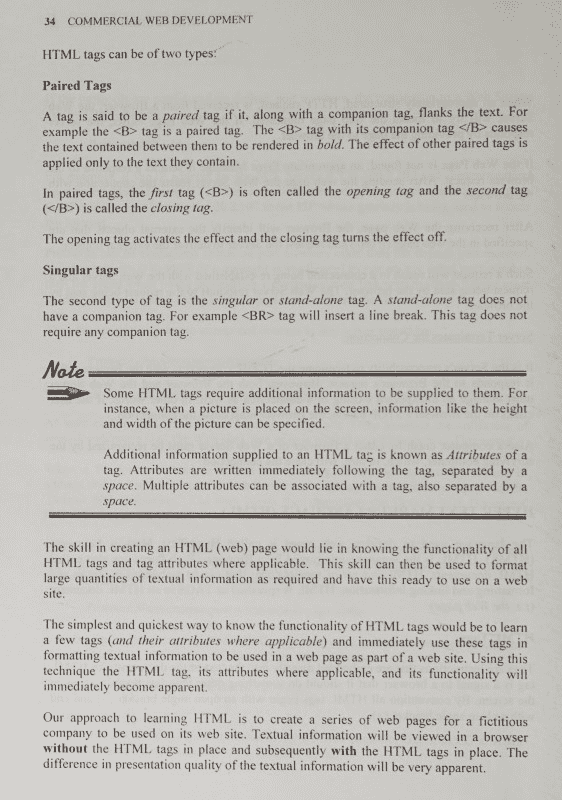 34 COMMERCIAL WEB DEVELOPMENT
HTML tags can be of two types:
Paired Tags
A tag is said to be a paired tag if it, along with a companion tag, flanks the text. For
example the <B> tag is a paired tag. The <B> tag with its companion tag </B> causes
the text contained between them to be rendered in bold. The effect of other paired tags is
applied only to the text they contain.
In paired tags, the first tag (<B>) is often called the opening tag and the second tag
(</B>) is called the closing tag.
The opening tag activates the effect and the closing tag turns the effect off.
Singular tags
The second type of tag is the singular or stand-alone tag. A stand-alone tag does not
have a companion tag. For example <BR> tag will insert a line break. This tag does not
require any companion tag.
Note
Some HTML tags require additional information to be supplied to them. For
instance, when a picture is placed on the screen, information like the height
and width of the picture can be specified.
Additional information supplied to an HTML tag is known as Attributes of a
tag. Attributes are written immediately following the tag, separated by a
space. Multiple attributes can be associated with a tag, also separated by a
space.
The skill in creating an HTML (web) page would lie in knowing the functionality of all
HTML tags and tag attributes where applicable. This skill can then be used to format
large quantities of textual information as required and have this ready to use on a web
site.
The simplest and quickest way to know the functionality of HTML tags would be to learn
a few tags (and their attributes where applicable) and immediately use these tags in
formatting textual information to be used in a web page as part of a web site. Using this
technique the HTML tag, its attributes where applicable, and its functionality will
immediately become apparent.
Our approach to learning HTML is to create a series of web pages for a fictitious
company to be used on its web site. Textual information will be viewed in a browser
without the HTML tags in place and subsequently with the HTML tags in place. The
difference in presentation quality of the textual information will be very apparent.